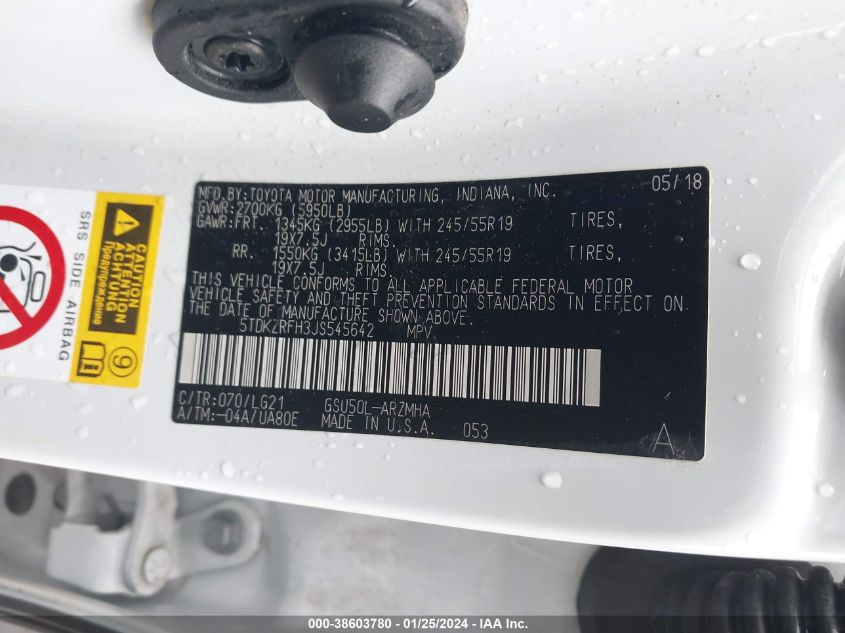 MFD.BY:TOYOTA MOTOR MANUFACTURING, INDIANA, INC. 05/18
GVWR:2700KG (5950LB)
GAWR:FRT. 1345KG (2955LB) WITH 245/55R19 TIRES,
19X7.5J RIMS.
RR. 1550KG (3415LB) WITH 245/55R19 TIRES,
19X7.5J RIMS.
THIS VEHICLE CONFORMS TO ALL APPLICABLE FEDERAL MOTOR
VEHICLE SAFETY AND THEFT PREVENTION STANDARDS IN EFFECT ON
THE DATE OF MANUFACTURE SHOWN ABOVE.
5TDKZRFH3JS545642 MPV
C/TR:070/LG21 GSU50L-ARZMHA
A/TM:-04A/UA80E MADE IN U.S.A. 053 A
CAUTION
ATTENTION
ACHTUNG
Предупреждение
9
SRS SIDE AIRBAG
000-38603780 - 01/25/2024 - IAA Inc.